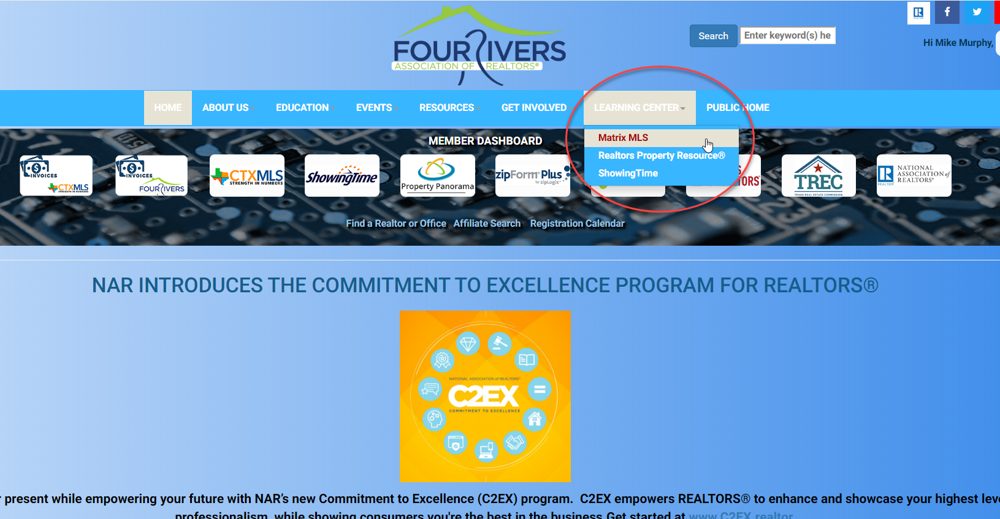 FOUR RIVERS
ASSOCIATION OF REALTORS®
Search
Enter keyword(s) he
Hi Mike Murphy,
HOME
ABOUT US
EDUCATION
EVENTS
RESOURCES
GET INVOLVED
LEARNING CENTER
PUBLIC HOME
Matrix MLS
Realtors Property Resource®
ShowingTime
MEMBER DASHBOARD
INVOICES
CTXMLS
STRENGTH IN NUMBERS
INVOICES
FOUR RIVERS
CTXMLS
STRENGTH IN NUMBERS
ShowingTime
Property Panorama
zipForm® Plus
by zipLogix™
S
TORS®
TREC
TEXAS REAL ESTATE COMMISSION
R
REALTOR®
NATIONAL
ASSOCIATION of
REALTORS®
Find a Realtor or Office Affiliate Search Registration Calendar
NAR INTRODUCES THE COMMITMENT TO EXCELLENCE PROGRAM FOR REALTORS®
NATIONAL ASSOCIATION of REALTORS®
C2EX
COMMITMENT TO EXCELLENCE
r present while empowering your future with NAR's new Commitment to Excellence (C2EX) program. C2EX empowers REALTORS® to enhance and showcase your highest leve
professionalism, while showing consumers you're the best in the business Get started at www.C2EX.realtor